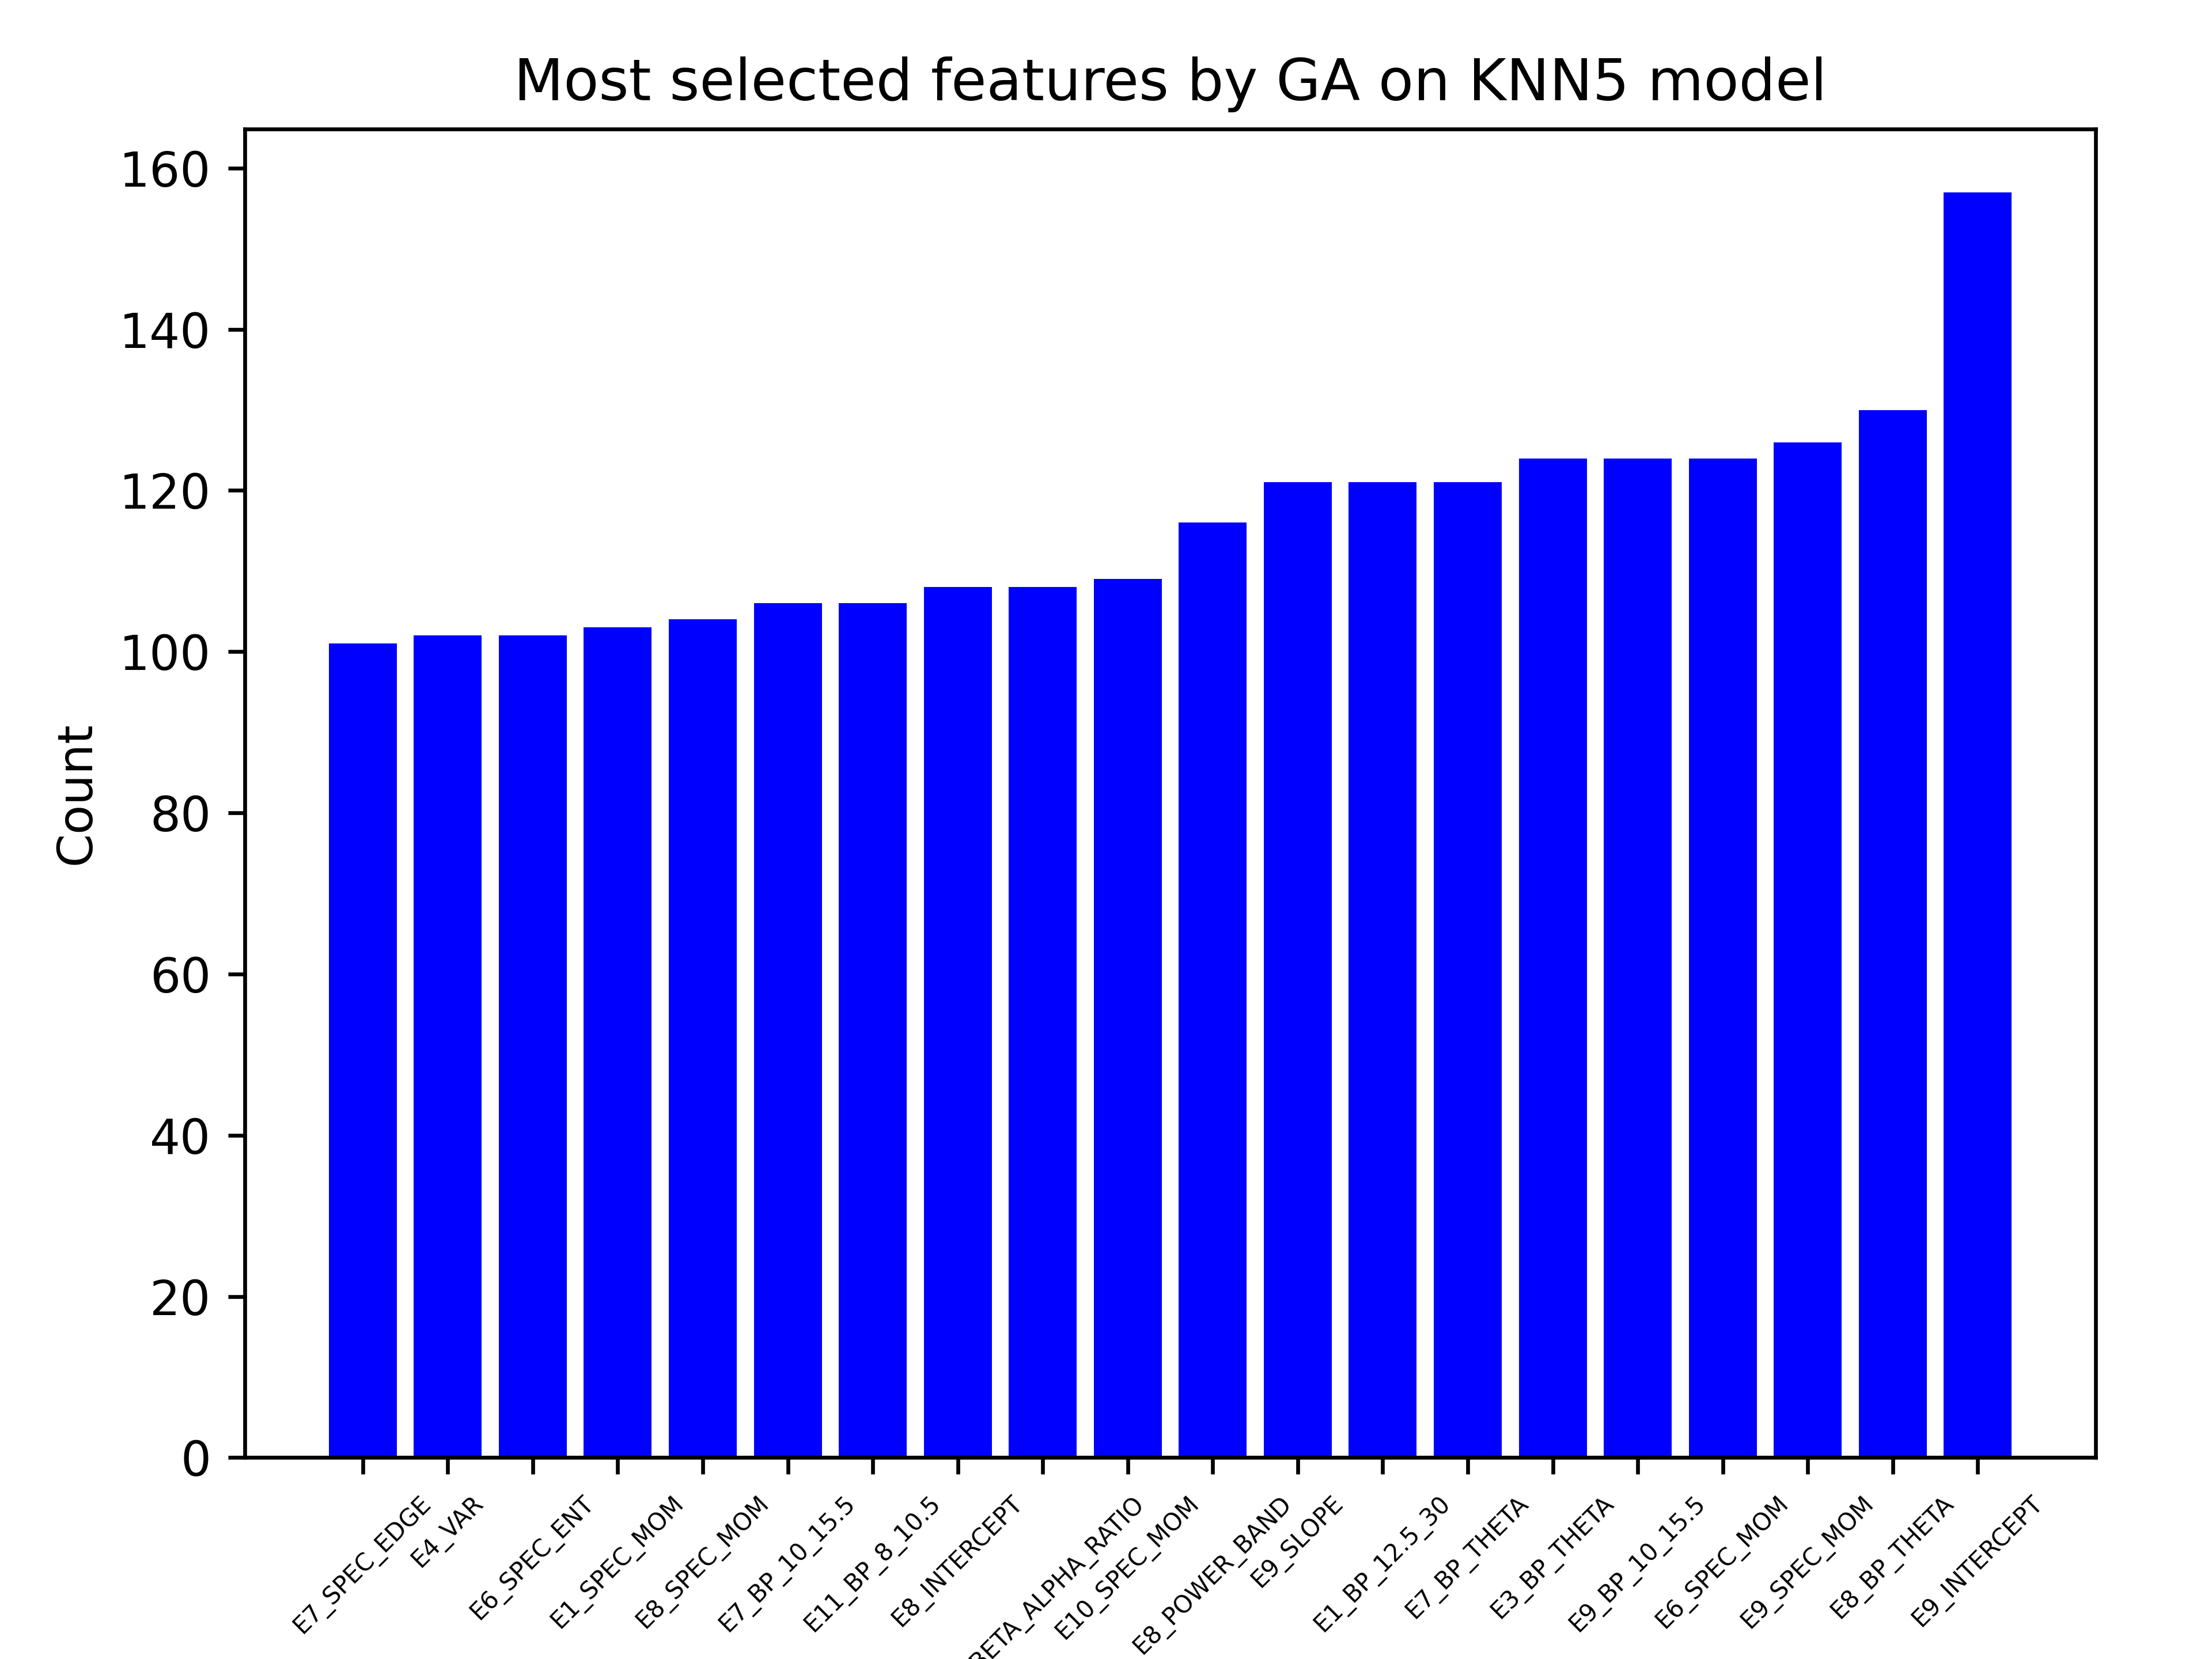 Most selected features by GA on KNN5 model
160
140
120
100
80
60
40
20
0
Count
E7_SPEC_EDGE
E4_VAR
E6_SPEC_ENT
E1_SPEC_MOM
E8_SPEC_MOM
E7_BP_10_15.5
E11_BP_8_10.5
E8_INTERCEPT
BETA_ALPHA_RATIO
E10_SPEC_MOM
E8_POWER_BAND
E9_SLOPE
E1_BP_12.5_30
E7_BP_THETA
E3_BP_THETA
E9_BP_10_15.5
E6_SPEC_MOM
E9_SPEC_MOM
E8_BP_THETA
E9_INTERCEPT